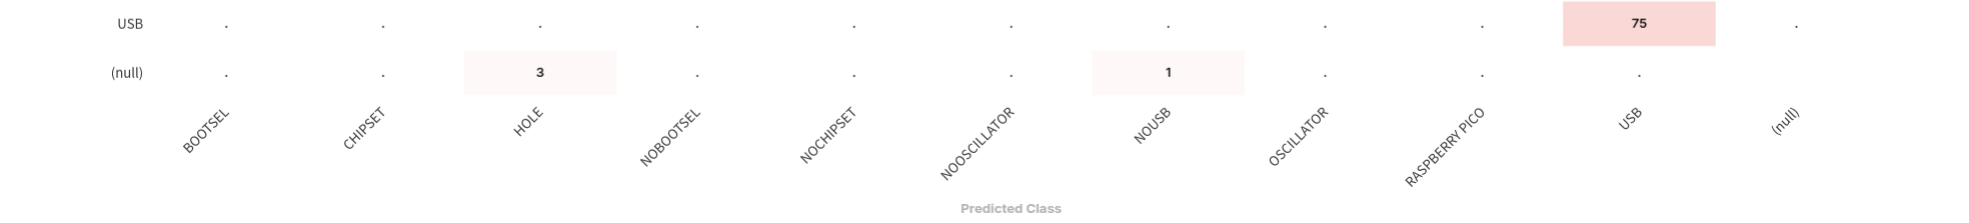 USB . . . . . . . . . 75 .
(null) . . 3 . . . 1 . . .
BOOTSEL CHIPSET HOLE NOBOOTSEL NOCHIPSET NOOSCILLATOR NOUSB OSCILLATOR RASPBERRY PICO USB (null)
Predicted Class